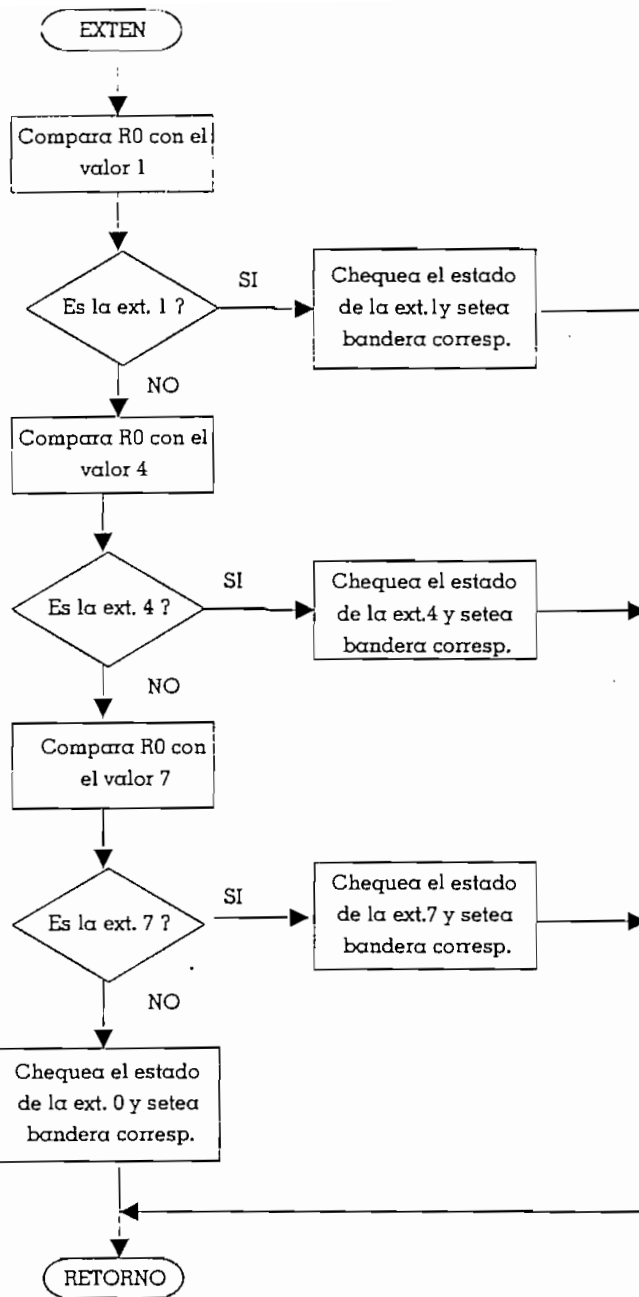 EXTEN
Compara R0 con el
valor 1
Es la ext. 1 ?
SI
Chequea el estado
de la ext.1y setea
bandera corresp.
NO
Compara R0 con el
valor 4
Es la ext. 4 ?
SI
Chequea el estado
de la ext.4 y setea
bandera corresp.
NO
Compara R0 con
el valor 7
Es la ext. 7 ?
SI
Chequea el estado
de la ext.7 y setea
bandera corresp.
NO
Chequea el estado
de la ext. 0 y setea
bandera corresp.
RETORNO